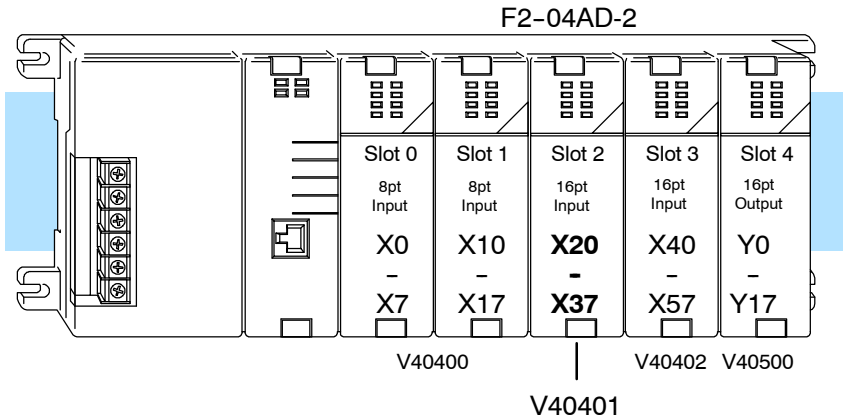 F2-04AD-2
Slot 0 Slot 1 Slot 2 Slot 3 Slot 4
8pt 8pt 16pt 16pt 16pt
Input Input Input Input Output
X0 X10 X20 X40 Y0
- - - - -
X7 X17 X37 X57 Y17
V40400 V40402 V40500
V40401